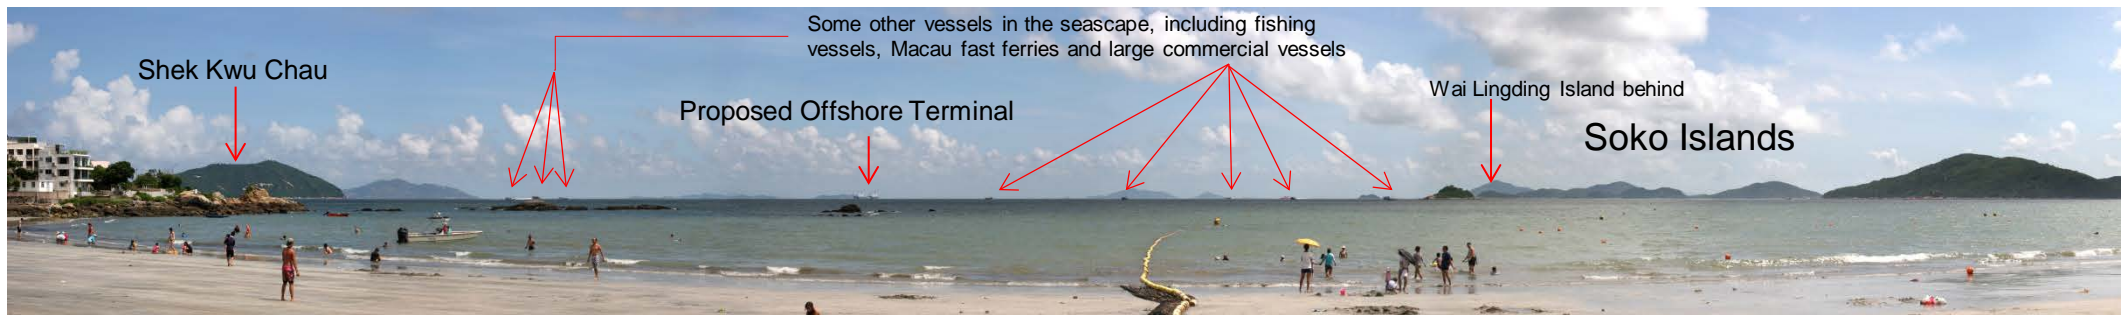 Some other vessels in the seascape, including fishing
vessels, Macau fast ferries and large commercial vessels
Shek Kwu Chau
Proposed Offshore Terminal
Wai Lingding Island behind
Soko Islands